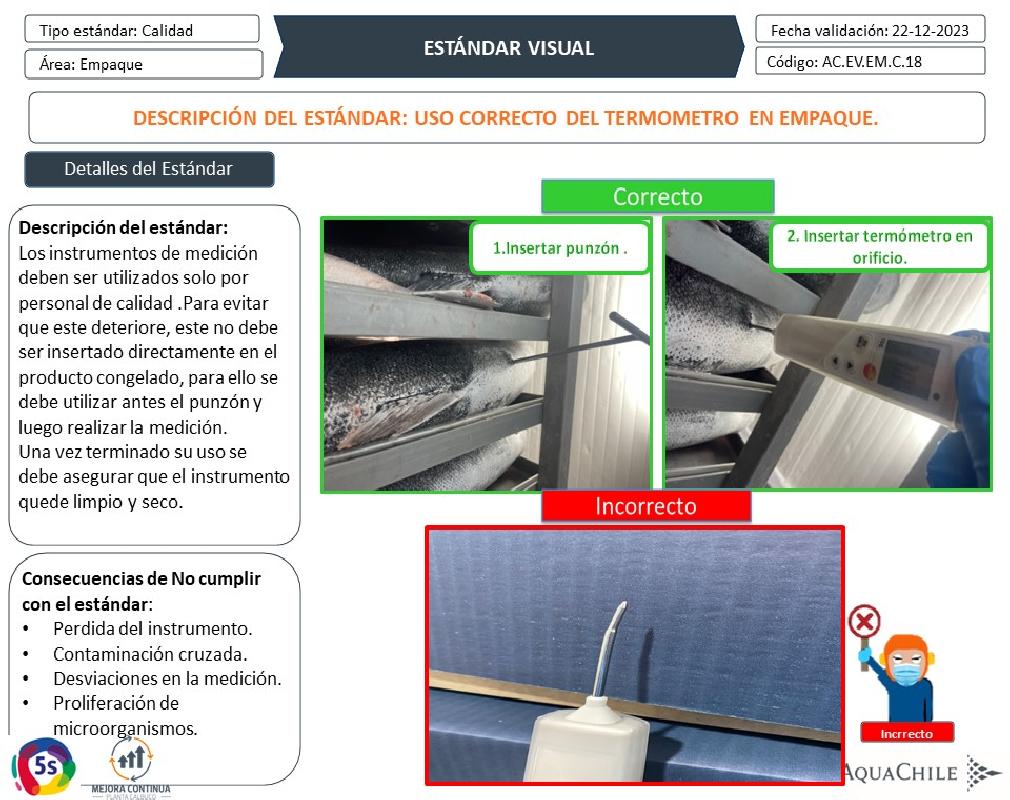 Tipo estándar: Calidad
Área: Empaque
ESTÁNDAR VISUAL
Fecha validación: 22-12-2023
Código: AC.EV.EM.C.18
DESCRIPCIÓN DEL ESTÁNDAR: USO CORRECTO DEL TERMOMETRO EN EMPAQUE.
Detalles del Estándar
Descripción del estándar:
Los instrumentos de medición
deben ser utilizados solo por
personal de calidad .Para evitar
que este deteriore, este no debe
ser insertado directamente en el
producto congelado, para ello se
debe utilizar antes el punzón y
luego realizar la medición.
Una vez terminado su uso se
debe asegurar que el instrumento
quede limpio y seco.
Consecuencias de No cumplir
con el estándar:
• Perdida del instrumento.
• Contaminación cruzada.
• Desviaciones en la medición.
• Proliferación de
microorganismos.
Correcto
1.Insertar punzón .
2. Insertar termómetro en
orificio.
Incorrecto
Incrrecto
5s
MEJORA CONTINUA
PLANTA CALBUCO
AQUACHILE